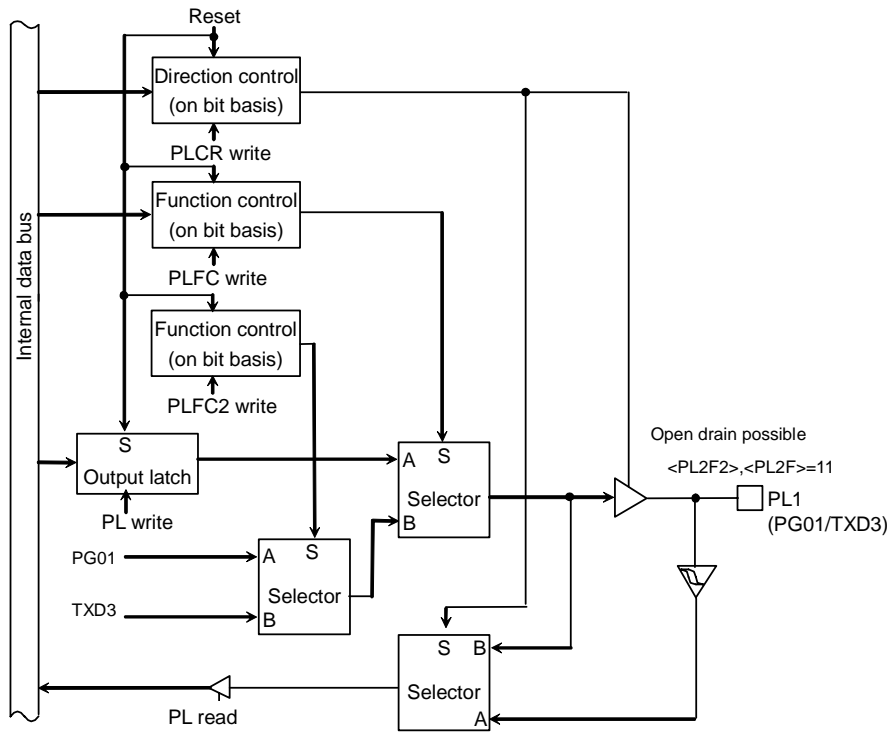 Reset
Direction control
(on bit basis)
PLCR write
Function control
(on bit basis)
PLFC write
Internal data bus
Function control
(on bit basis)
PLFC2 write
S
Output latch
PL write
A
S
Selector
B
Open drain possible
<PL2F2>,<PL2F>=11
PL1
(PG01/TXD3)
PG01
TXD3
A
S
Selector
B
S
B
Selector
A
PL read